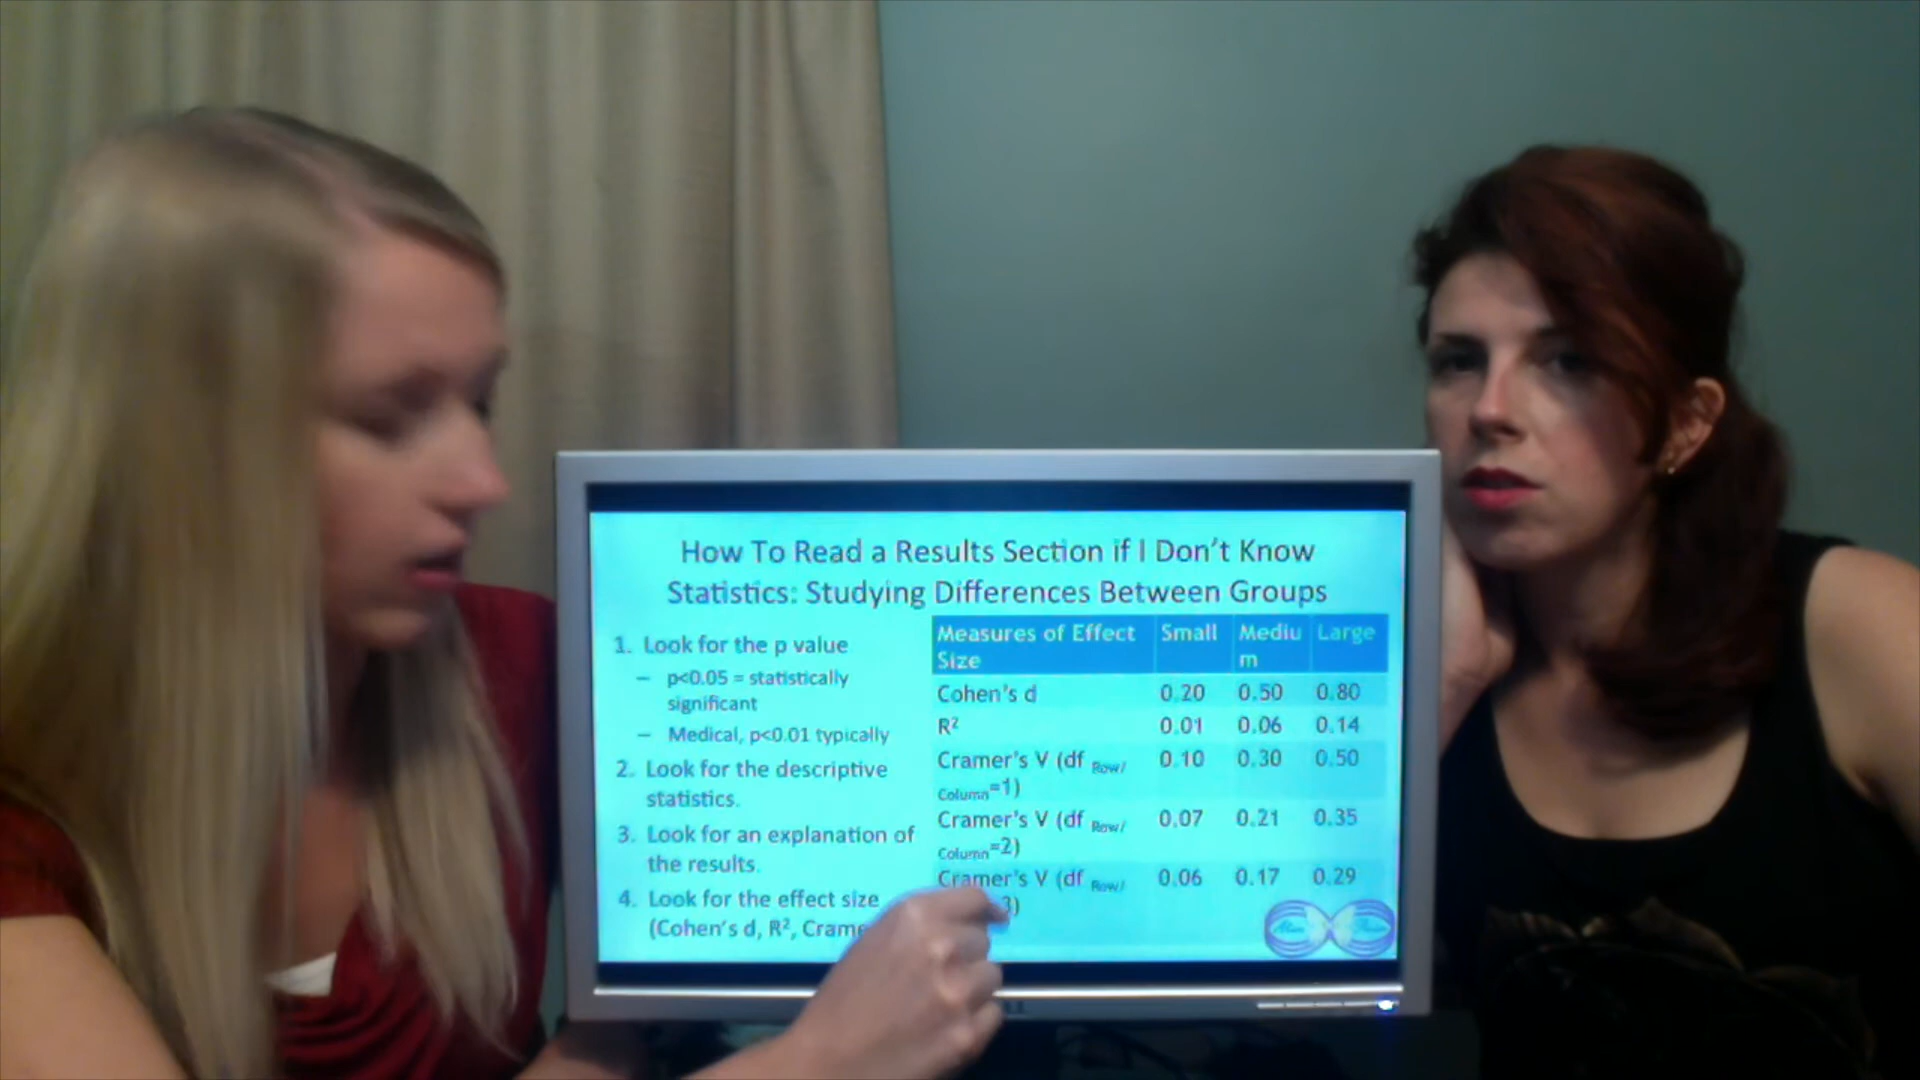 How To Read a Results Section if I Don't Know
Statistics: Studying Differences Between Groups
1. Look for the p value
– p<0.05 = statistically
significant
– Medical, p<0.01 typically
2. Look for the descriptive
statistics.
3. Look for an explanation of
the results.
4. Look for the effect size
(Cohen's d, R², Crame
Measures of Effect Size Small Medium Large
Cohen's d 0.20 0.50 0.80
R² 0.01 0.06 0.14
Cramer's V (df Row/ 0.10 0.30 0.50
Column=1)
Cramer's V (df Row/ 0.07 0.21 0.35
Column=2)
Cramer's V (df Row/ 0.06 0.17 0.29
3)